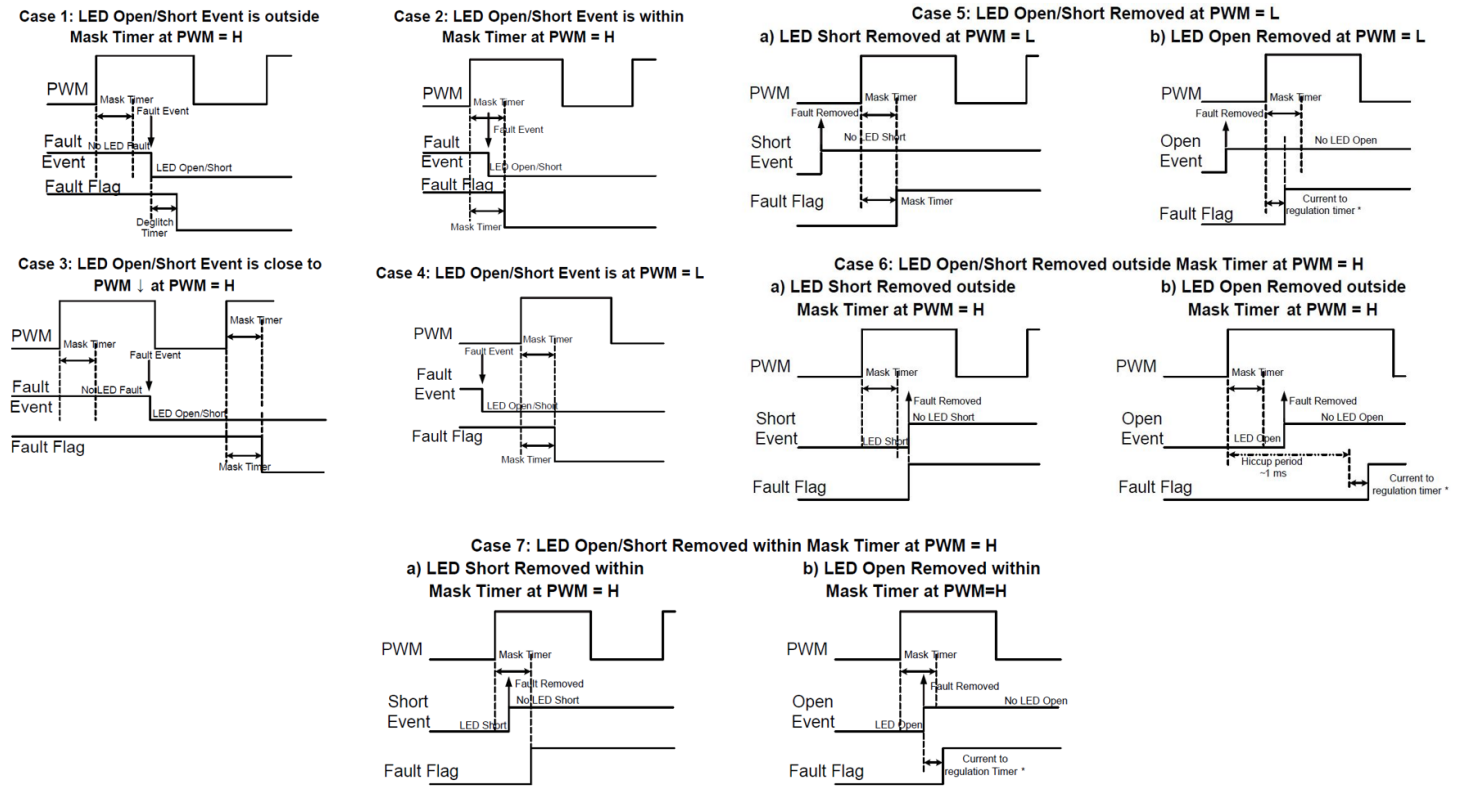 Case 1: LED Open/Short Event is outside
Mask Timer at PWM = H
PWM
Mask Timer
Fault Event
Fault
Event
No LED Fault
LED Open/Short
Fault Flag
Deglitch
Timer
Case 2: LED Open/Short Event is within
Mask Timer at PWM = H
PWM
Mask Timer
Fault Event
Fault
Event
LED Open/Short
Fault Flag
Mask Timer
Case 3: LED Open/Short Event is close to
PWM ↓ at PWM = H
Mask Timer
PWM
Mask Timer
Fault Event
Fault
Event
No LED Fault
LED Open/Short
Fault Flag
Mask Timer
Case 4: LED Open/Short Event is at PWM = L
PWM
Mask Timer
Fault Event
Fault
Event
LED Open/Short
Fault Flag
Mask Timer
Case 5: LED Open/Short Removed at PWM = L
a) LED Short Removed at PWM = L
PWM
Mask Timer
Fault Removed
No LED Short
Short
Event
Fault Flag
Mask Timer
b) LED Open Removed at PWM = L
PWM
Mask Timer
Fault Removed
No LED Open
Open
Event
Fault Flag
Current to
regulation timer *
Case 6: LED Open/Short Removed outside Mask Timer at PWM = H
a) LED Short Removed outside
Mask Timer at PWM = H
PWM
Mask Timer
Fault Removed
No LED Short
Short
Event
LED Short
Fault Flag
b) LED Open Removed outside
Mask Timer at PWM = H
PWM
Mask Timer
Fault Removed
No LED Open
Open
Event
LED Open
Hiccup period
~1 ms
Fault Flag
Current to
regulation timer *
Case 7: LED Open/Short Removed within Mask Timer at PWM = H
a) LED Short Removed within
Mask Timer at PWM = H
PWM
Mask Timer
Fault Removed
No LED Short
Short
Event
LED Short
Fault Flag
b) LED Open Removed within
Mask Timer at PWM=H
PWM
Mask Timer
Fault Removed
No LED Open
Open
Event
LED Open
Fault Flag
Current to
regulation Timer *